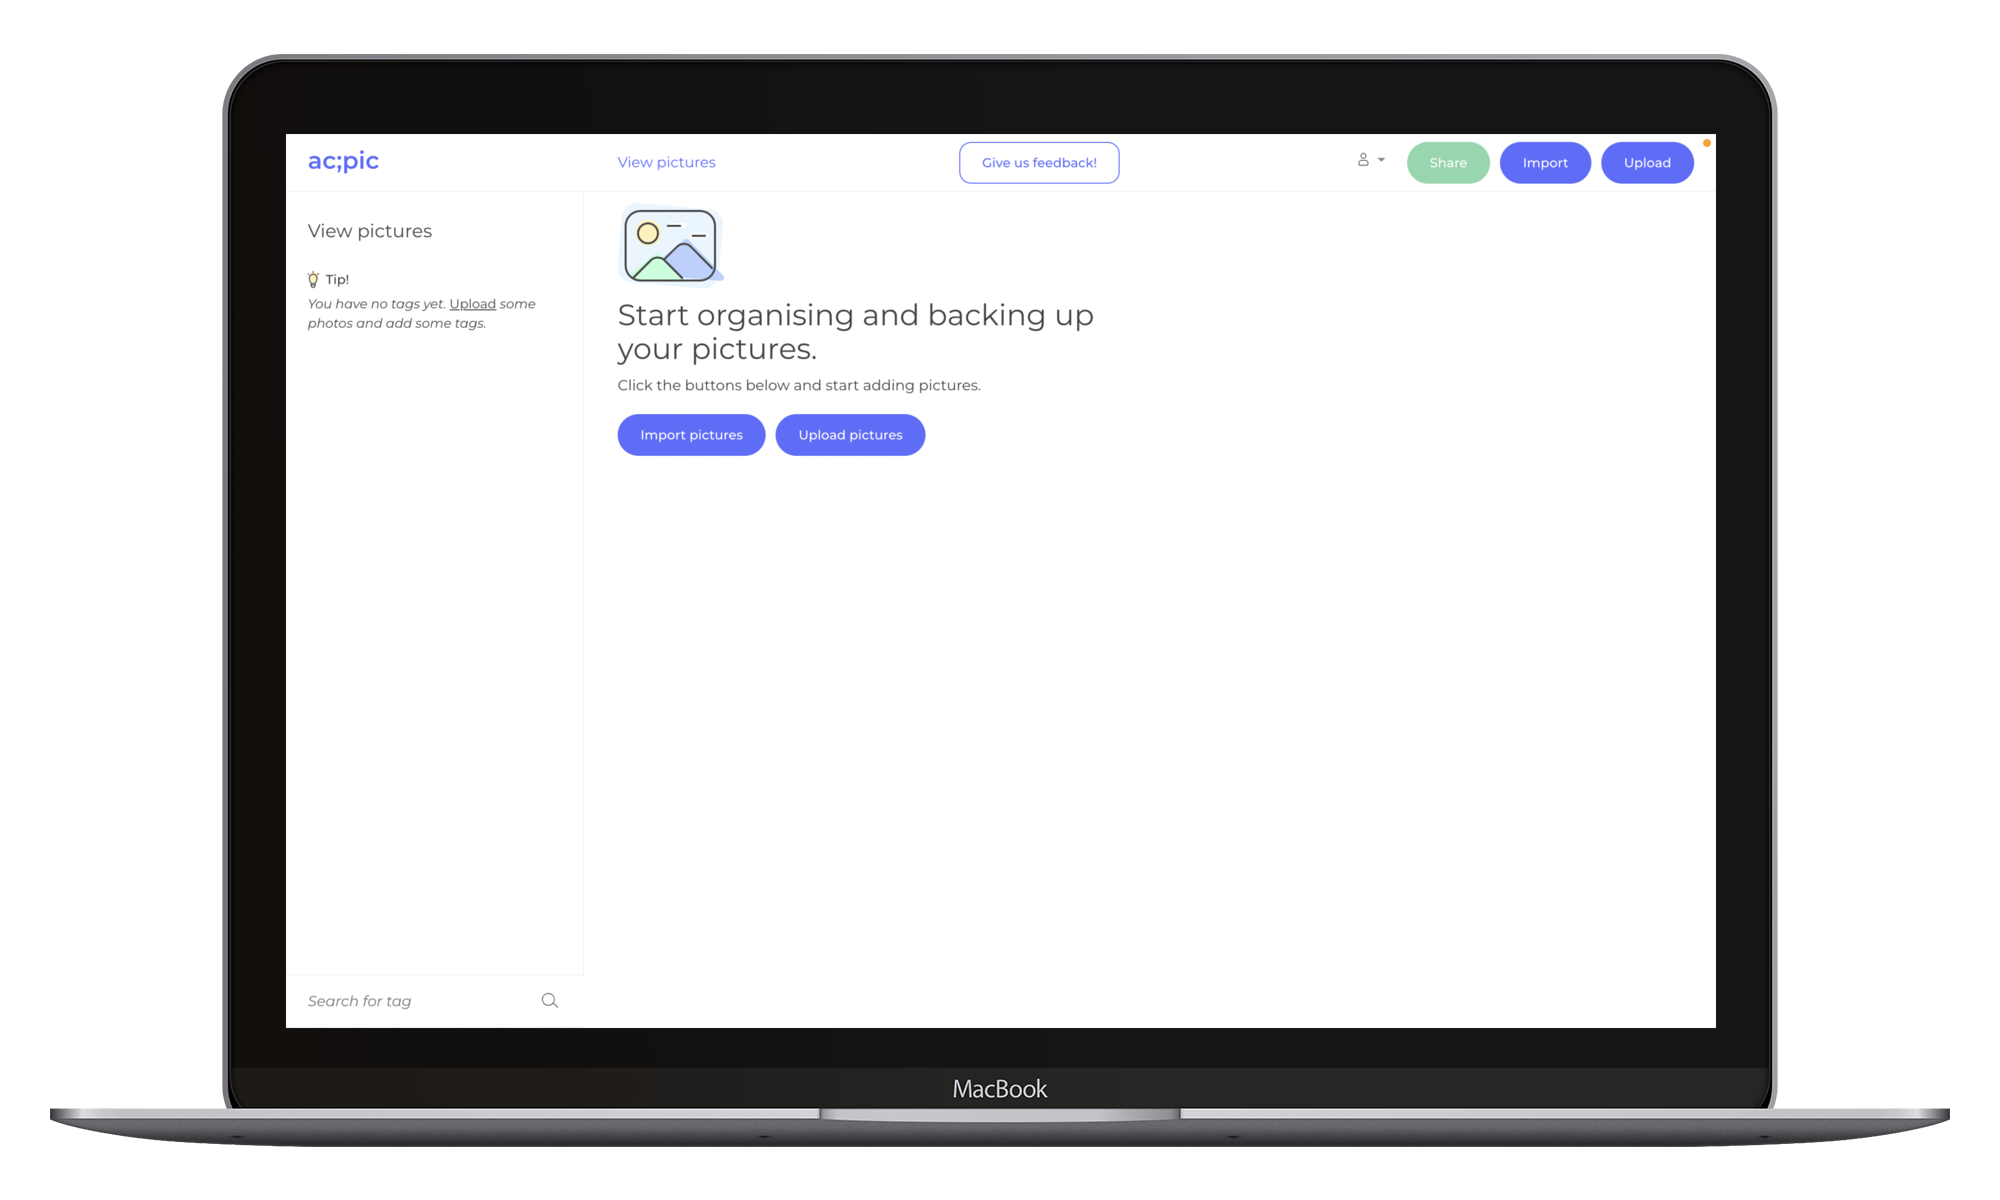 ac;pic
View pictures
Give us feedback!
Share
Import
Upload
View pictures
Tip!
You have no tags yet. Upload some
photos and add some tags.
Start organising and backing up
your pictures.
Click the buttons below and start adding pictures.
Import pictures
Upload pictures
Search for tag
MacBook